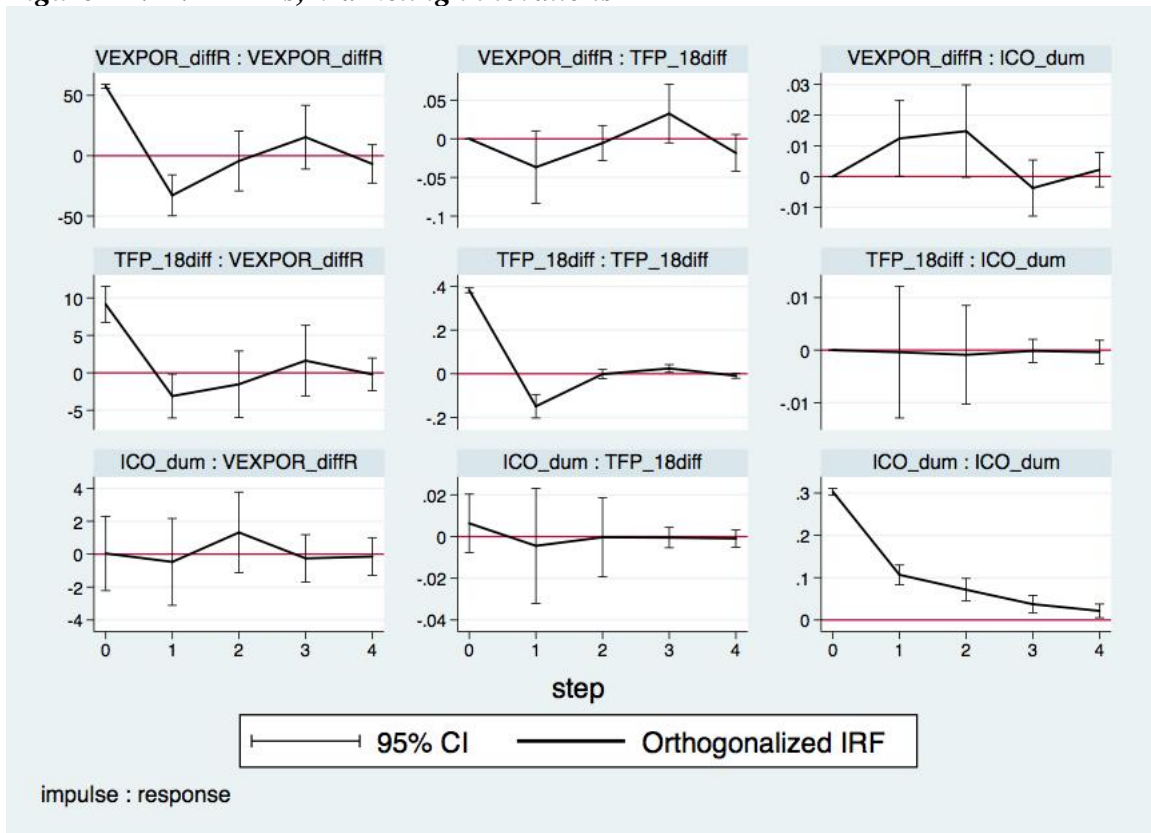 VEXPOR_diffR : VEXPOR_diffR VEXPOR_diffR : TFP_18diff VEXPOR_diffR : ICO_dum
50 0 -50
.05 0 -.05 -.1
.03 .02 .01 0 -.01
TFP_18diff : VEXPOR_diffR TFP_18diff : TFP_18diff TFP_18diff : ICO_dum
10 5 0 -5
.4 .2 0 -.2
.01 0 -.01
ICO_dum : VEXPOR_diffR ICO_dum : TFP_18diff ICO_dum : ICO_dum
4 2 0 -2 -4
.02 0 -.02 -.04
.3 .2 .1 0
0 1 2 3 4 0 1 2 3 4 0 1 2 3 4
step
95% CI Orthogonalized IRF
impulse : response